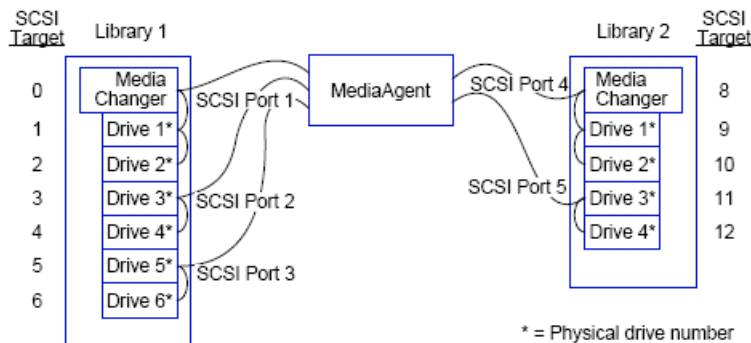 SCSI
Target
Library 1
Library 2
SCSI
Target
0
Media
Changer
SCSI Port 1
MediaAgent
SCSI Port 4
Media
Changer
8
1
Drive 1*
Drive 1*
9
2
Drive 2*
Drive 2*
10
3
Drive 3*
SCSI Port 2
SCSI Port 5
Drive 3*
11
4
Drive 4*
Drive 4*
12
5
Drive 5*
SCSI Port 3
6
Drive 6*
* = Physical drive number